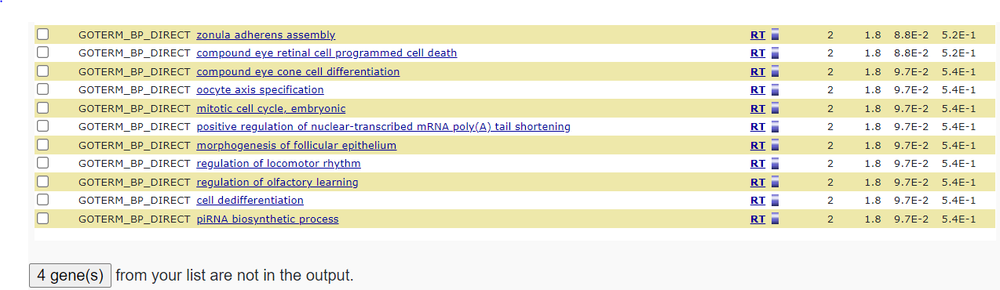 GOTERM_BP_DIRECT zonula adherens assembly RT 2 1.8 8.8E-2 5.2E-1
GOTERM_BP_DIRECT compound eye retinal cell programmed cell death RT 2 1.8 8.8E-2 5.2E-1
GOTERM_BP_DIRECT compound eye cone cell differentiation RT 2 1.8 9.7E-2 5.4E-1
GOTERM_BP_DIRECT oocyte axis specification RT 2 1.8 9.7E-2 5.4E-1
GOTERM_BP_DIRECT mitotic cell cycle, embryonic RT 2 1.8 9.7E-2 5.4E-1
GOTERM_BP_DIRECT positive regulation of nuclear-transcribed mRNA poly(A) tail shortening RT 2 1.8 9.7E-2 5.4E-1
GOTERM_BP_DIRECT morphogenesis of follicular epithelium RT 2 1.8 9.7E-2 5.4E-1
GOTERM_BP_DIRECT regulation of locomotor rhythm RT 2 1.8 9.7E-2 5.4E-1
GOTERM_BP_DIRECT regulation of olfactory learning RT 2 1.8 9.7E-2 5.4E-1
GOTERM_BP_DIRECT cell dedifferentiation RT 2 1.8 9.7E-2 5.4E-1
GOTERM_BP_DIRECT piRNA biosynthetic process RT 2 1.8 9.7E-2 5.4E-1
4 gene(s) from your list are not in the output.